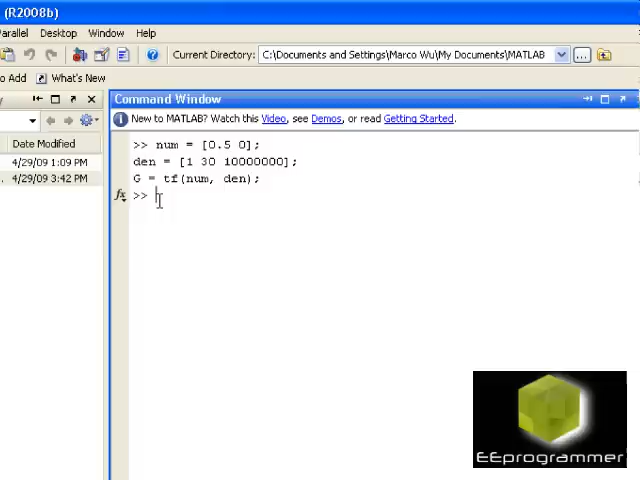 (R2008b)
arallel Desktop Window Help
Current Directory: C:\Documents and Settings\Marco Wu\My Documents\MATLAB ...
o Add What's New
y Command Window
New to MATLAB? Watch this Video, see Demos, or read Getting Started.
Date Modified
4/29/09 1:09 PM
4/29/09 3:42 PM
>> num = [0.5 0];
den = [1 30 10000000];
G = tf(num, den);
fx >>
EEprogrammer